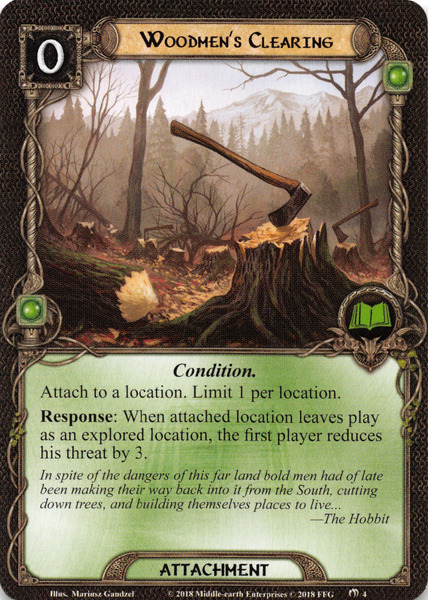 0
WOODMEN'S CLEARING
Condition.
Attach to a location. Limit 1 per location.
Response: When attached location leaves play
as an explored location, the first player reduces
his threat by 3.
In spite of the dangers of this far land bold men had of late
been making their way back into it from the South, cutting
down trees, and building themselves places to live...
—The Hobbit
ATTACHMENT
Illus. Mariusz Gandzel © 2018 Middle-earth Enterprises © 2018 FFG 4